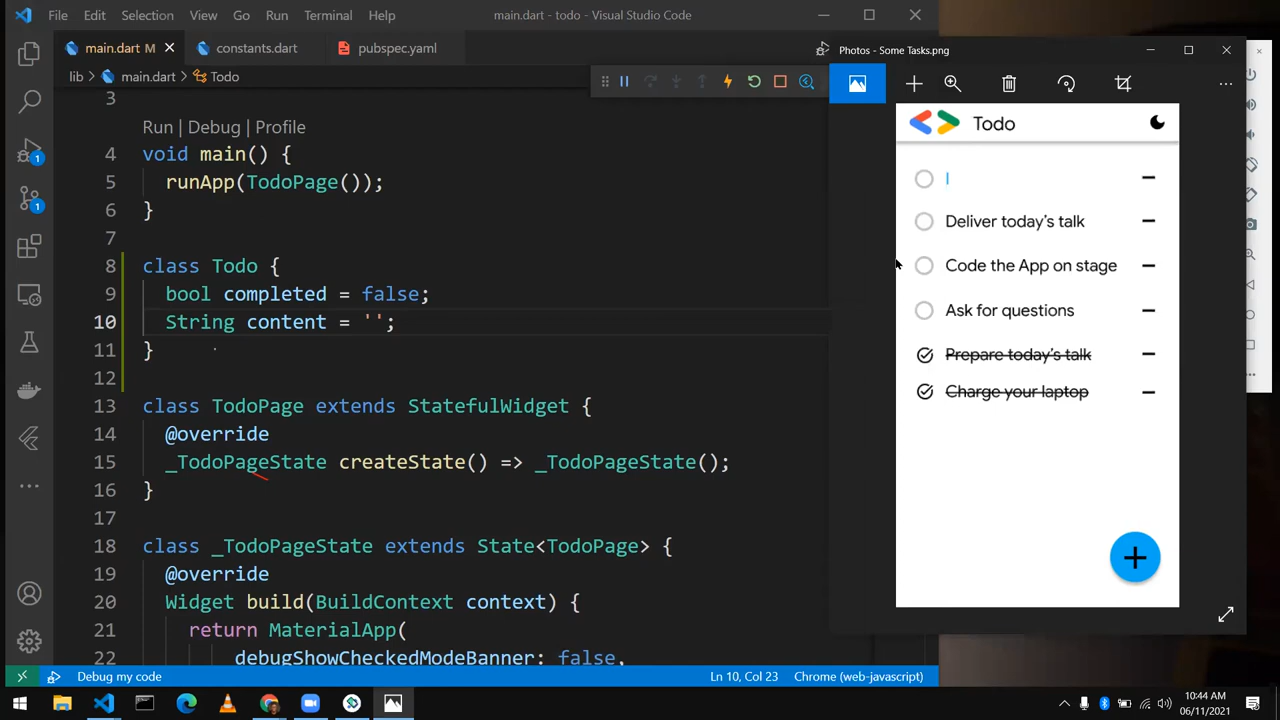 File Edit Selection View Go Run Terminal Help main.dart - todo - Visual Studio Code
main.dart M constants.dart pubspec.yaml
lib > main.dart > Todo
3
Run | Debug | Profile
4 void main() {
5 runApp(TodoPage());
6 }
7
8 class Todo {
9 bool completed = false;
10 String content = '';
11 }
12
13 class TodoPage extends StatefulWidget {
14 @override
15 _TodoPageState createState() => _TodoPageState();
16 }
17
18 class _TodoPageState extends State<TodoPage> {
19 @override
20 Widget build(BuildContext context) {
21 return MaterialApp(
22 debugShowCheckedModeBanner: false,
1
1
Debug my code Ln 10, Col 23 Chrome (web-javascript)
Photos - Some Tasks.png
Todo
Deliver today's talk
Code the App on stage
Ask for questions
Prepare today's talk
Charge your laptop
10:44 AM
06/11/2021